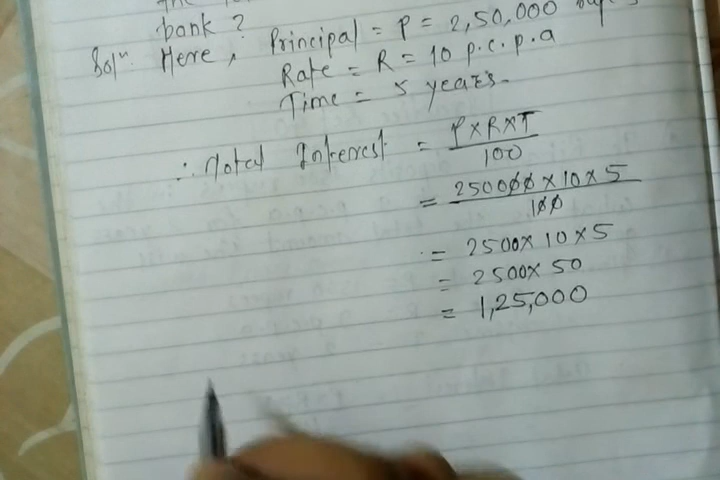 the
bank ?
Solⁿ. Here, Principal = P = 2,50,000
Rate = R = 10 p.c.p.a
Time = 5 years.
∴ Total Interest = P×R×T
100
= 250000×10×5
100
= 2500×10×5
= 2500×50
= 1,25,000